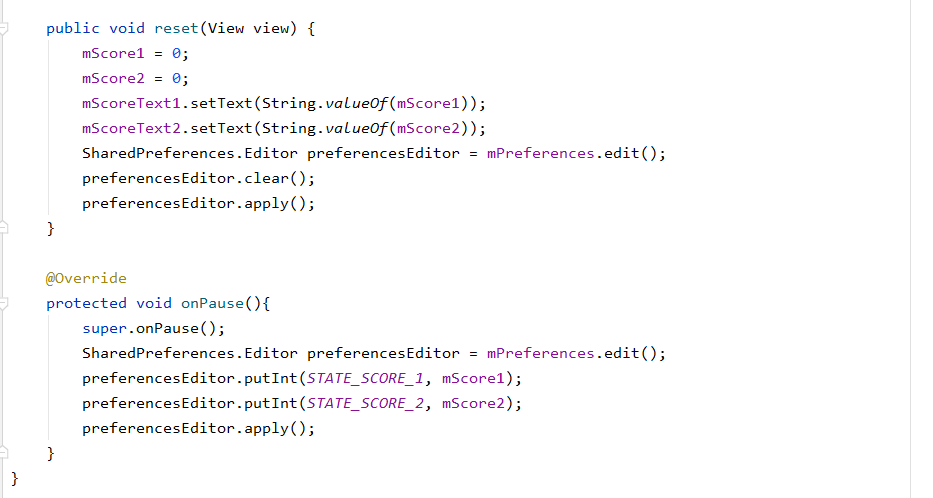 public void reset(View view) {
mScore1 = 0;
mScore2 = 0;
mScoreText1.setText(String.valueOf(mScore1));
mScoreText2.setText(String.valueOf(mScore2));
SharedPreferences.Editor preferencesEditor = mPreferences.edit();
preferencesEditor.clear();
preferencesEditor.apply();
}
@Override
protected void onPause(){
super.onPause();
SharedPreferences.Editor preferencesEditor = mPreferences.edit();
preferencesEditor.putInt(STATE_SCORE_1, mScore1);
preferencesEditor.putInt(STATE_SCORE_2, mScore2);
preferencesEditor.apply();
}
}